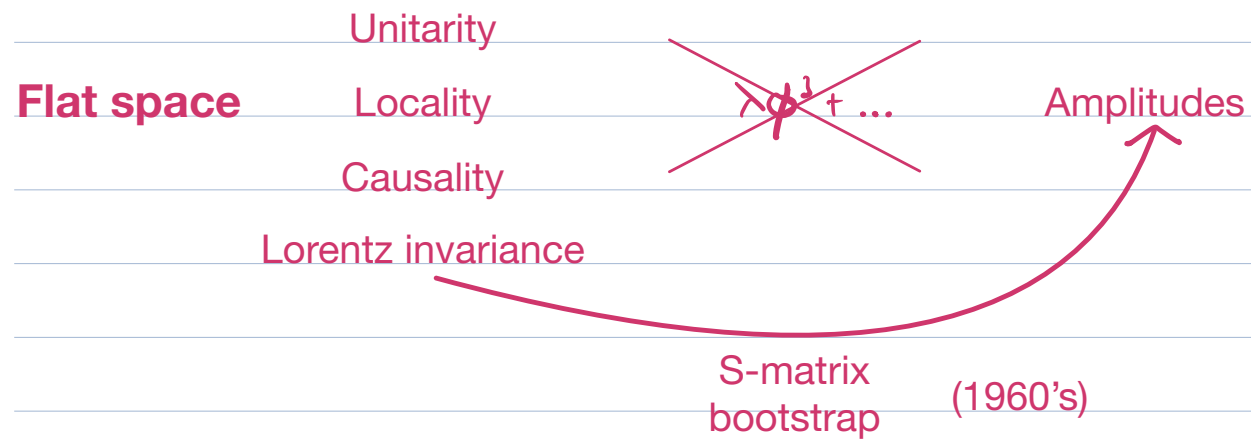 Unitarity
Flat space Locality λϕ³ + ... Amplitudes
Causality
Lorentz invariance
S-matrix
bootstrap (1960's)